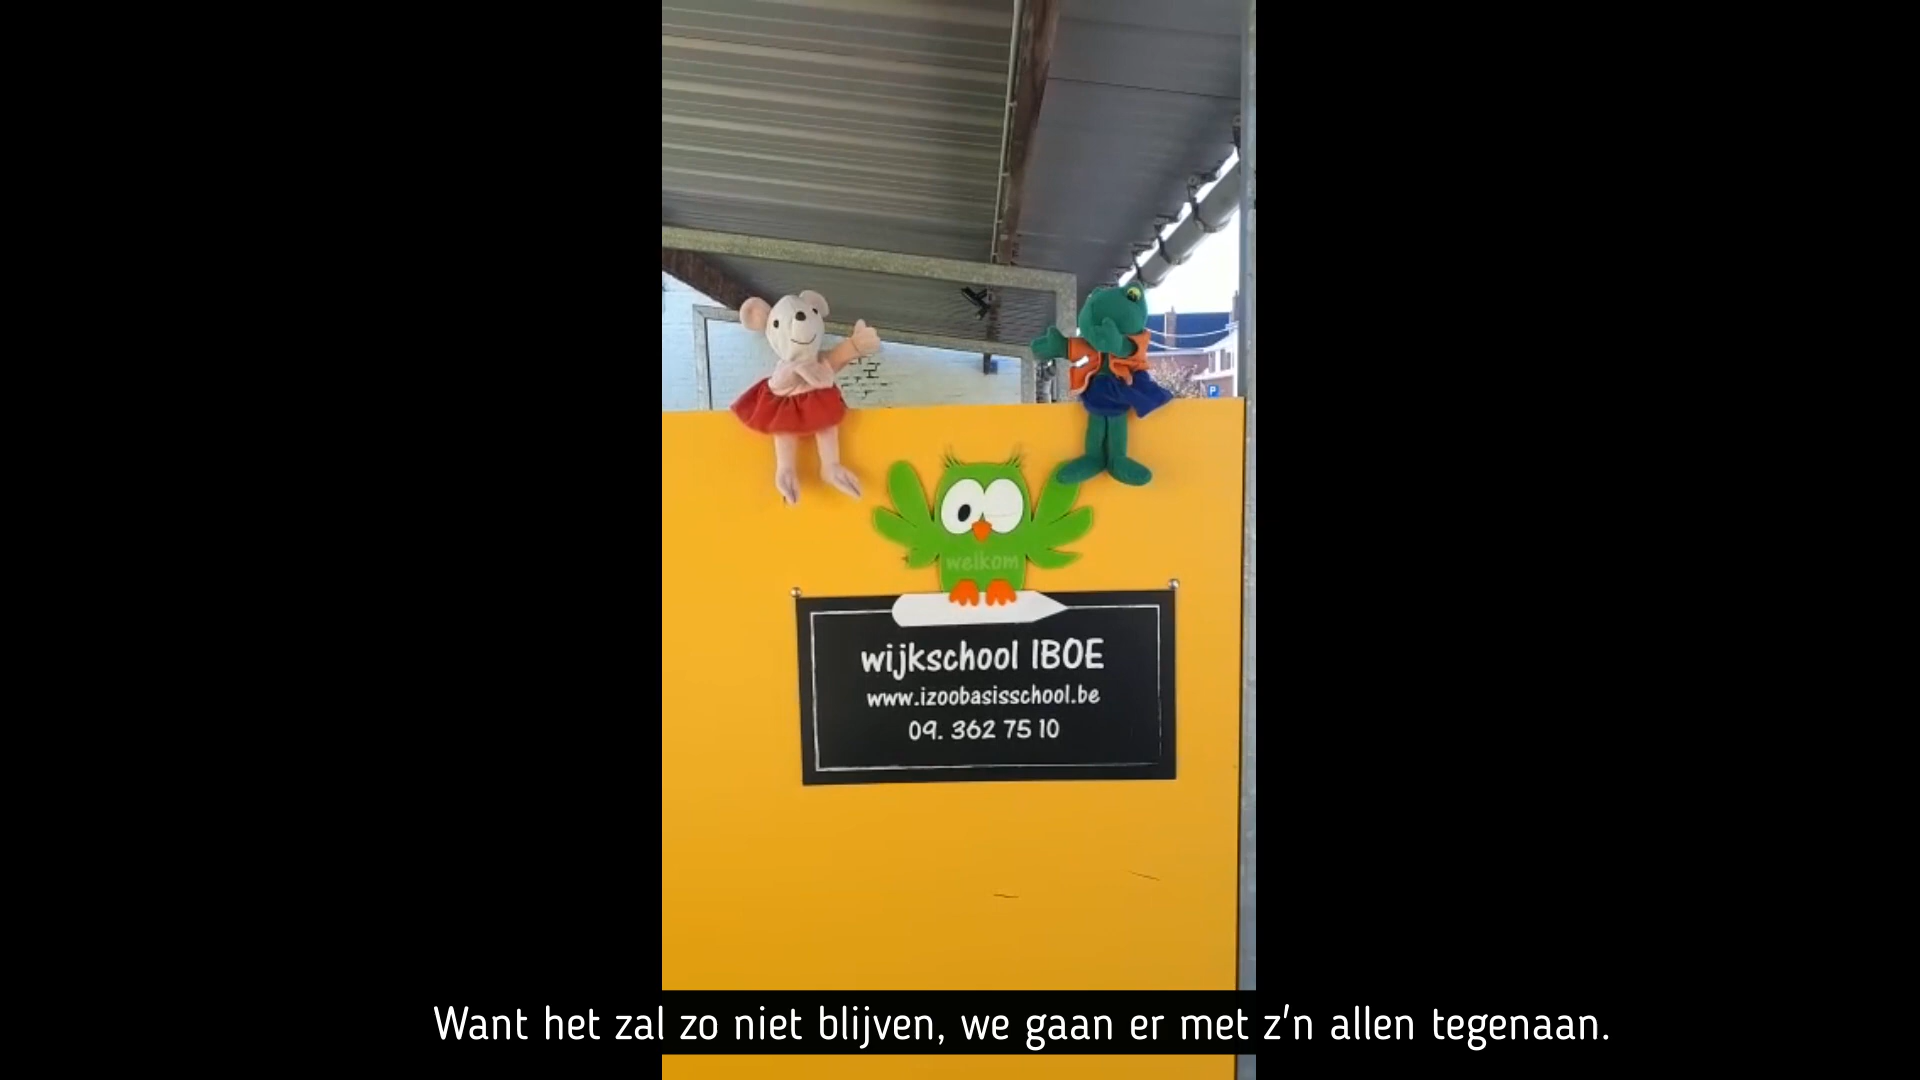 welkom
wijkschool IBOE
www.izoobasisschool.be
09. 362 75 10
Want het zal zo niet blijven, we gaan er met z'n allen tegenaan.